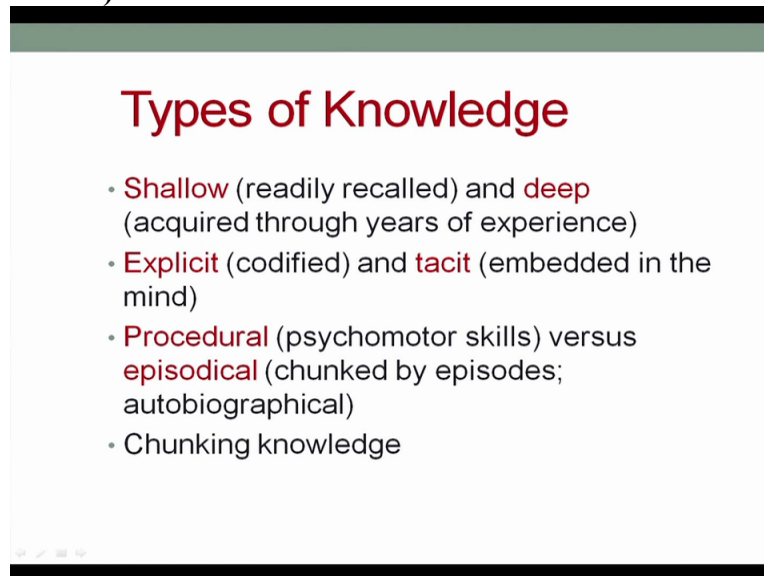 Types of Knowledge
• Shallow (readily recalled) and deep
(acquired through years of experience)
• Explicit (codified) and tacit (embedded in the
mind)
• Procedural (psychomotor skills) versus
episodical (chunked by episodes;
autobiographical)
• Chunking knowledge